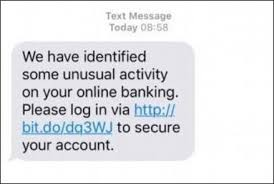 Text Message
Today 08:58
We have identified
some unusual activity
on your online banking.
Please log in via http://
bit.do/dq3WJ to secure
your account.